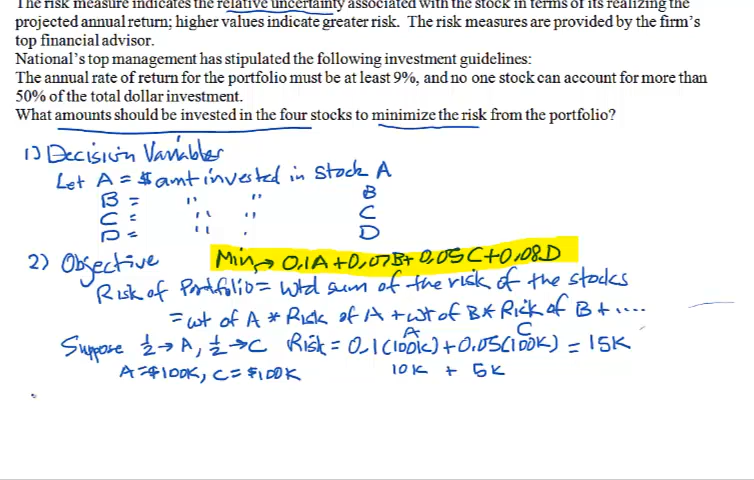 The risk measure indicates the relative uncertainty associated with the stock in terms of its realizing the
projected annual return; higher values indicate greater risk. The risk measures are provided by the firm's
top financial advisor.
National's top management has stipulated the following investment guidelines:
The annual rate of return for the portfolio must be at least 9%, and no one stock can account for more than
50% of the total dollar investment.
What amounts should be invested in the four stocks to minimize the risk from the portfolio?
1) Decision Variables
Let A = $ amt invested in Stock A
B = " " B
C = " " C
D = " " D
2) Objective Min → 0.1A + 0.07B + 0.05C + 0.08D
Risk of Portfolio = Wtd sum of the risk of the stocks
= wt of A * Risk of A + wt of B * Risk of B + ....
Suppose 1/2 → A, 1/2 → C Risk = 0.1(100K) + 0.05(100K) = 15K
A C
A = $100K, C = $100K 10K + 5K